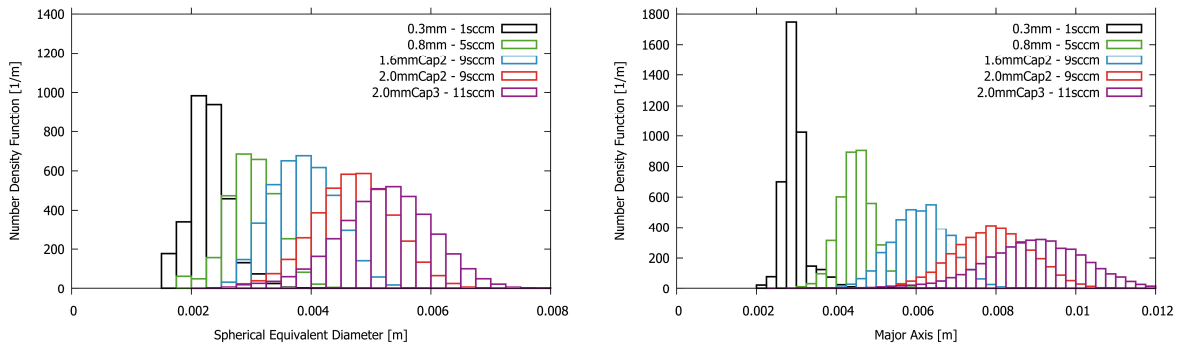 1400
1200
1000
800
600
400
200
0
0
0.002
0.004
0.006
0.008
Number Density Function [1/m]
Spherical Equivalent Diameter [m]
0.3mm - 1sccm
0.8mm - 5sccm
1.6mmCap2 - 9sccm
2.0mmCap2 - 9sccm
2.0mmCap3 - 11sccm
1800
1600
1400
1200
1000
800
600
400
200
0
0
0.002
0.004
0.006
0.008
0.01
0.012
Number Density Function [1/m]
Major Axis [m]
0.3mm - 1sccm
0.8mm - 5sccm
1.6mmCap2 - 9sccm
2.0mmCap2 - 9sccm
2.0mmCap3 - 11sccm